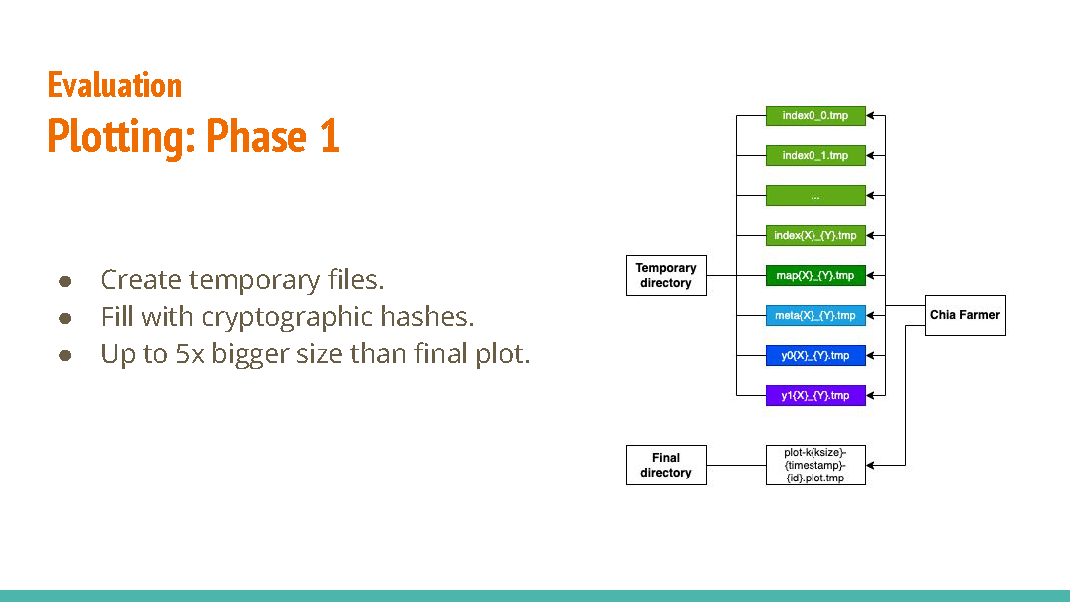 Evaluation
Plotting: Phase 1
● Create temporary files.
● Fill with cryptographic hashes.
● Up to 5x bigger size than final plot.
index0_0.tmp
index0_1.tmp
...
index{X}_{Y}.tmp
Temporary
directory
map{X}_{Y}.tmp
meta{X}_{Y}.tmp
Chia Farmer
y0{X}_{Y}.tmp
y1{X}_{Y}.tmp
Final
directory
plot-k{ksize}-
{timestamp}-
{id}.plot.tmp